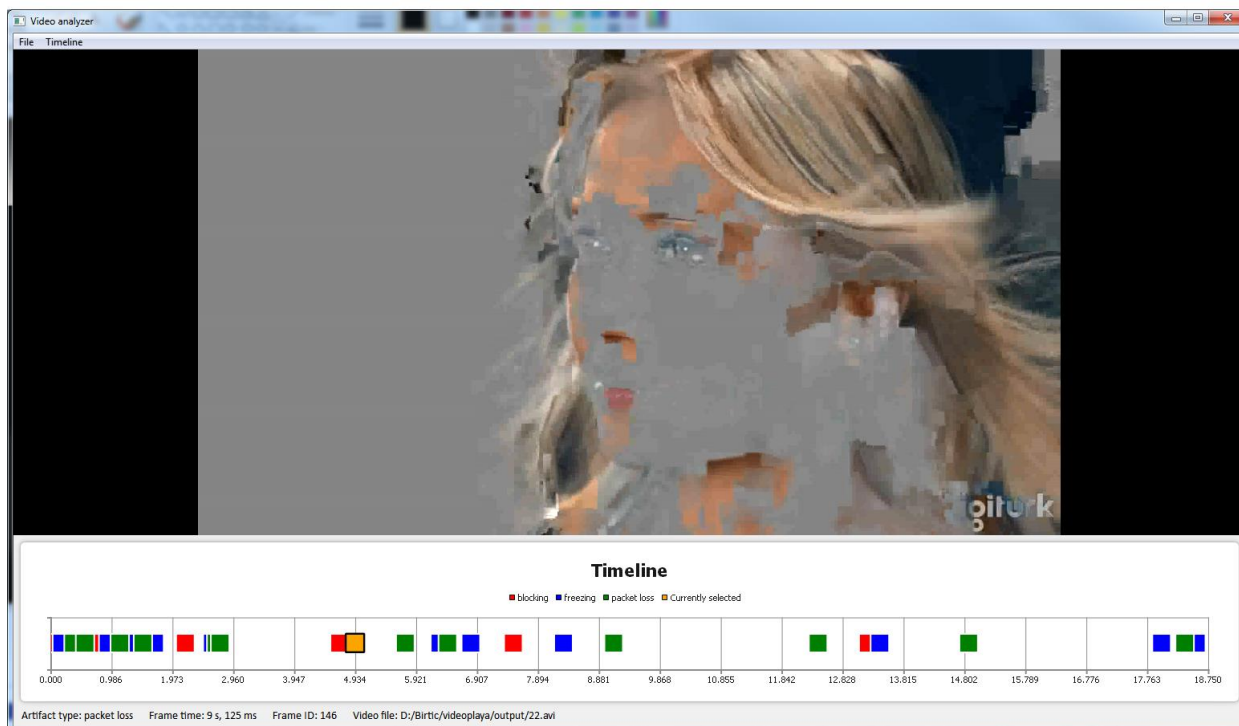 Video analyzer
File Timeline
igiturk
Timeline
blocking freezing packet loss Currently selected
0.000 0.986 1.973 2.960 3.947 4.934 5.921 6.907 7.894 8.881 9.868 10.855 11.842 12.828 13.815 14.802 15.789 16.776 17.763 18.750
Artifact type: packet loss Frame time: 9 s, 125 ms Frame ID: 146 Video file: D:/Birtic/videoplaya/output/22.avi